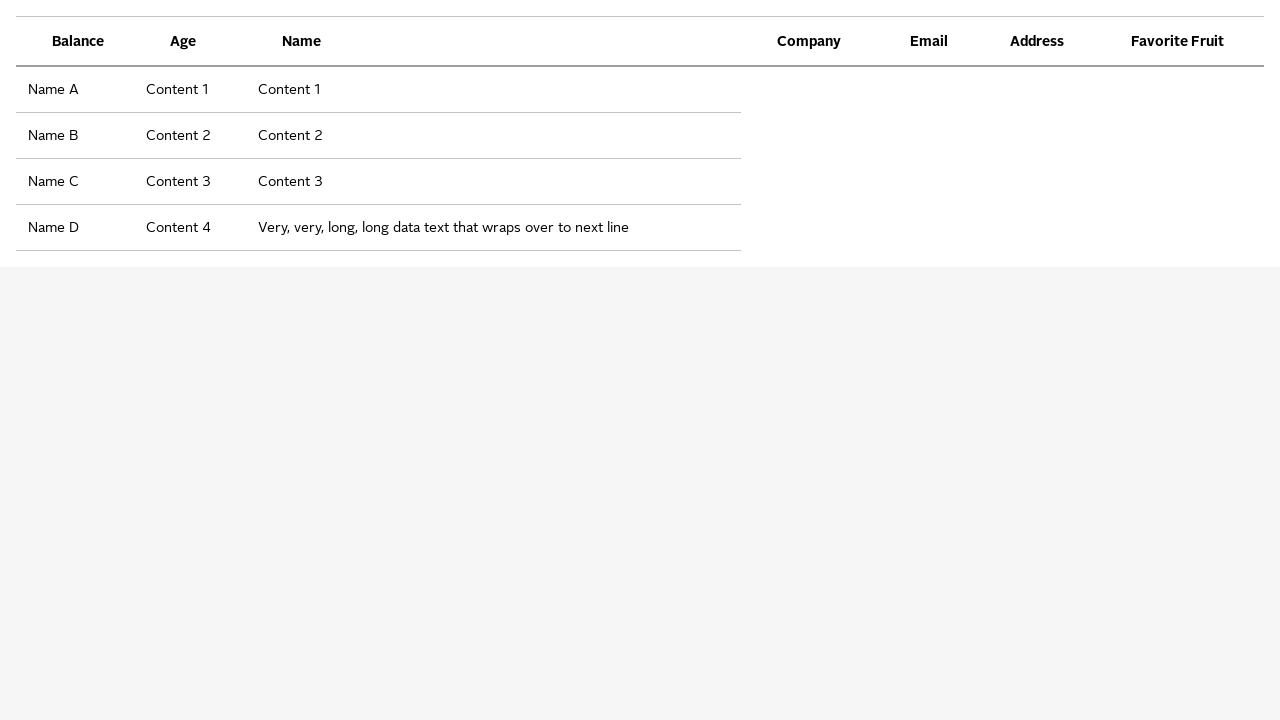 Balance Age Name Company Email Address Favorite Fruit
Name A Content 1 Content 1
Name B Content 2 Content 2
Name C Content 3 Content 3
Name D Content 4 Very, very, long, long data text that wraps over to next line